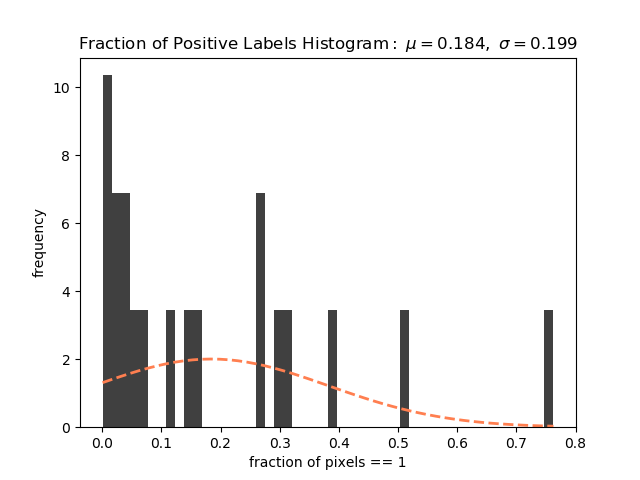 Fraction of Positive Labels Histogram: μ = 0.184, σ = 0.199
frequency
10
8
6
4
2
0
0.0 0.1 0.2 0.3 0.4 0.5 0.6 0.7 0.8
fraction of pixels == 1